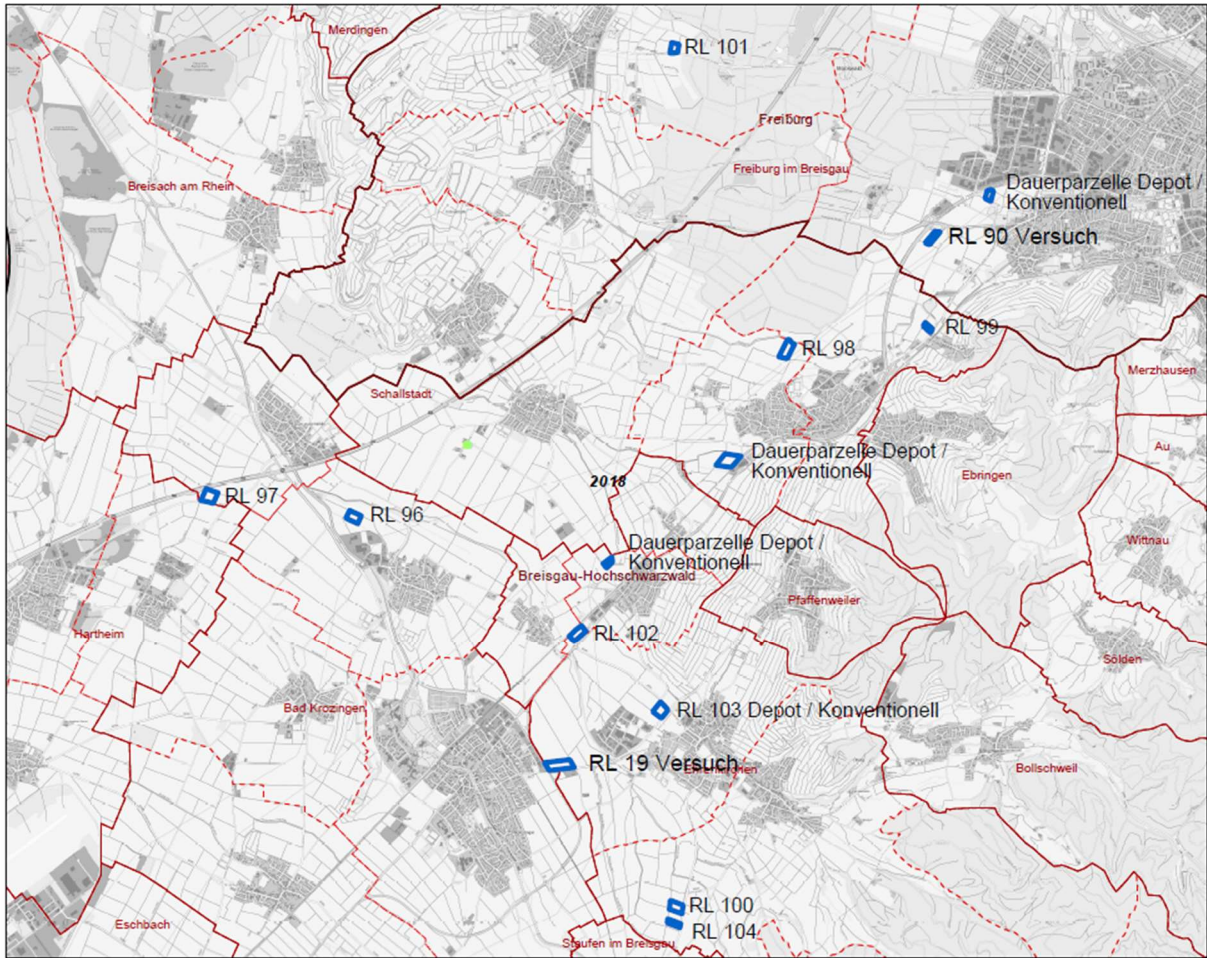 Merdingen
RL 101
Freiburg
Freiburg im Breisgau
Breisach am Rhein
Dauerparzelle Depot /
Konventionell
RL 90 Versuch
RL 99
RL 98
Merzhausen
Schallstadt
Au
Dauerparzelle Depot /
Konventionell
Ebringen
2018
RL 97
RL 96
Wittnau
Dauerparzelle Depot /
Konventionell
Breisgau-Hochschwarzwald
Pfaffenweiler
Hartheim
RL 102
Sölden
Bad Krozingen
RL 103 Depot / Konventionell
RL 19 Versuch
Ehrenkirchen
Bollschweil
RL 100
Eschbach
RL 104
Staufen im Breisgau